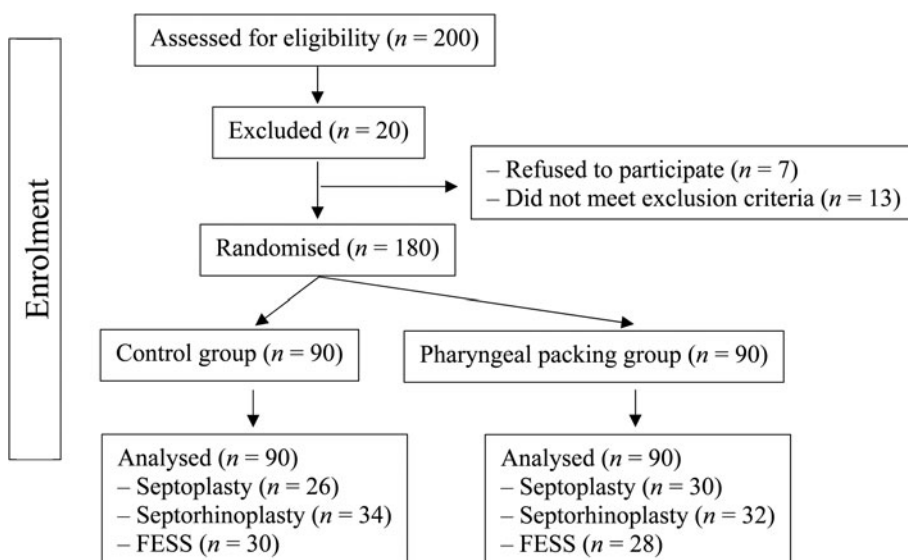 Enrolment
Assessed for eligibility (n = 200)
Excluded (n = 20)
– Refused to participate (n = 7)
– Did not meet exclusion criteria (n = 13)
Randomised (n = 180)
Control group (n = 90)
Pharyngeal packing group (n = 90)
Analysed (n = 90)
– Septoplasty (n = 26)
– Septorhinoplasty (n = 34)
– FESS (n = 30)
Analysed (n = 90)
– Septoplasty (n = 30)
– Septorhinoplasty (n = 32)
– FESS (n = 28)